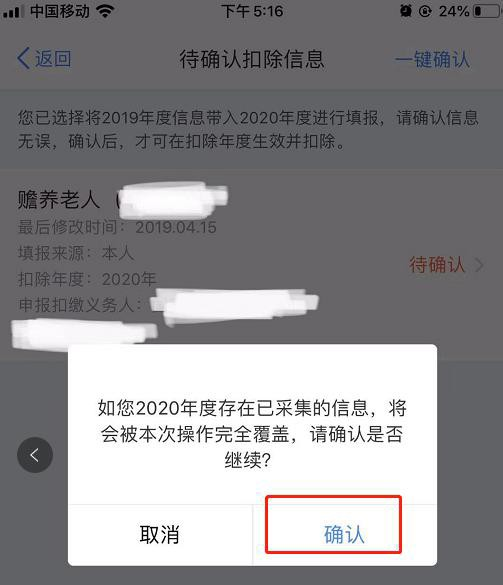 中国移动 下午5:16 24%
返回 待确认扣除信息 一键确认
您已选择将2019年度信息带入2020年度进行填报，请确认信息
无误，确认后，才可在扣除年度生效并扣除。
赡养老人（
最后修改时间：2019.04.15
填报来源：本人
扣除年度：2020年
待确认
申报扣缴义务人：
如您2020年度存在已采集的信息，将
会被本次操作完全覆盖，请确认是否
继续？
取消 确认